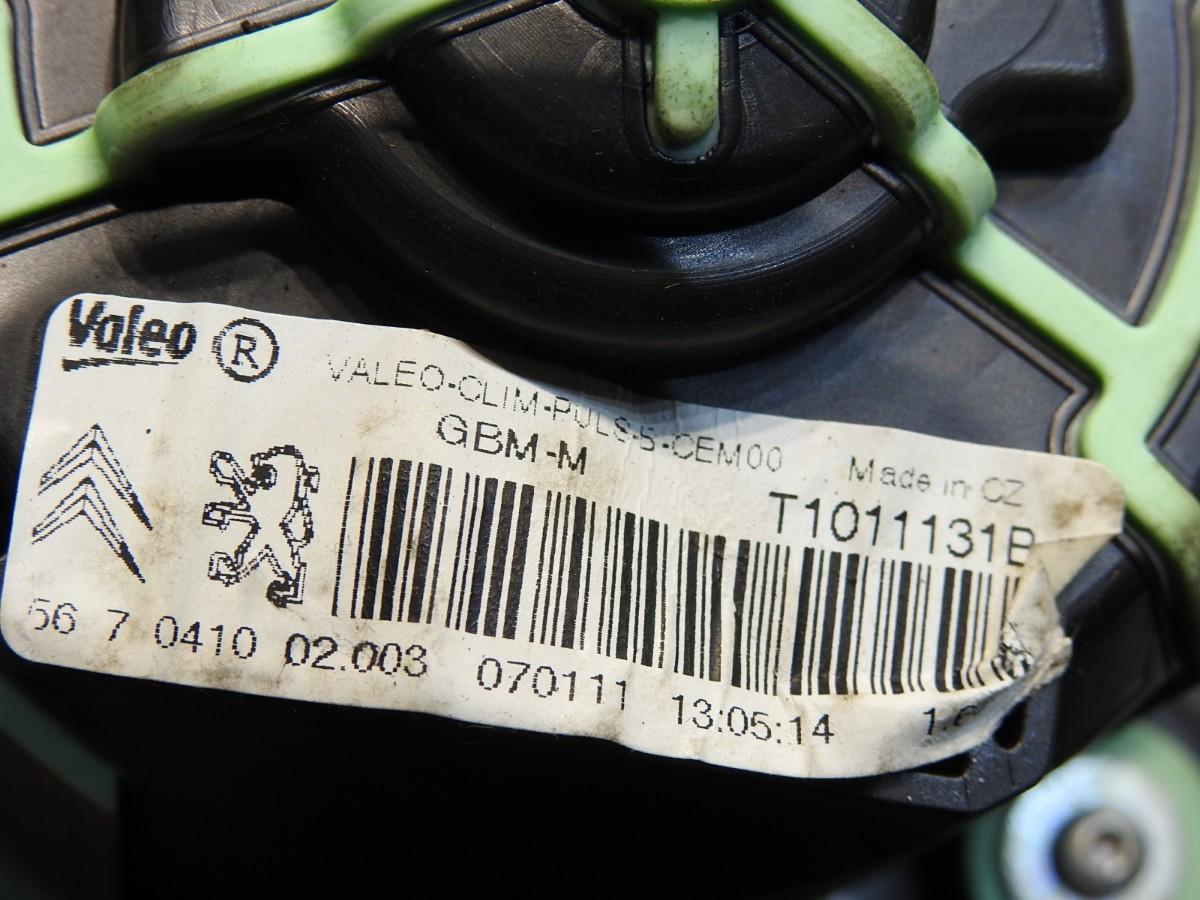 Valeo ®
VALEO-CLIM-PULS-5-CEM00
GBM-M
Made in CZ
T1011131B
56 7 0410 02.003 070111 13:05:14